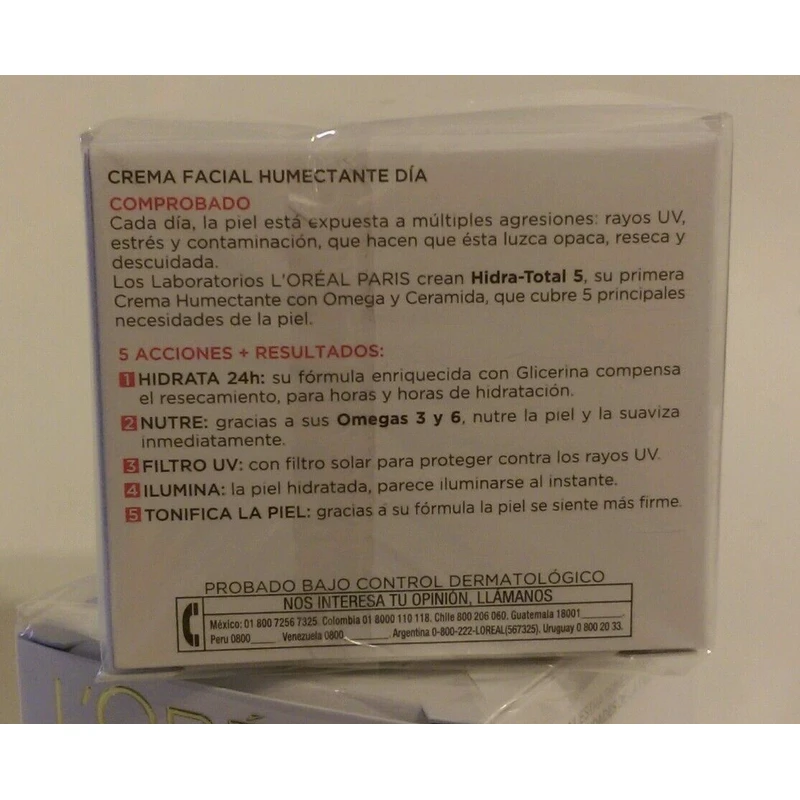 CREMA FACIAL HUMECTANTE DÍA
COMPROBADO
Cada día, la piel está expuesta a múltiples agresiones: rayos UV,
estrés y contaminación, que hacen que ésta luzca opaca, reseca y
descuidada.
Los Laboratorios L'ORÉAL PARIS crean Hidra-Total 5, su primera
Crema Humectante con Omega y Ceramida, que cubre 5 principales
necesidades de la piel.
5 ACCIONES + RESULTADOS:
1 HIDRATA 24h: su fórmula enriquecida con Glicerina compensa
el resecamiento, para horas y horas de hidratación.
2 NUTRE: gracias a sus Omegas 3 y 6, nutre la piel y la suaviza
inmediatamente.
3 FILTRO UV: con filtro solar para proteger contra los rayos UV.
4 ILUMINA: la piel hidratada, parece iluminarse al instante.
5 TONIFICA LA PIEL: gracias a su fórmula la piel se siente más firme.
PROBADO BAJO CONTROL DERMATOLÓGICO
NOS INTERESA TU OPINIÓN, LLÁMANOS
México: 01 800 7256 7325. Colombia 01 8000 110 118. Chile 800 206 060. Guatemala 18001________.
Peru 0800____ Venezuela 0800________. Argentina 0-800-222-LOREAL(567325). Uruguay 0 800 20 33.
L'ORÉ